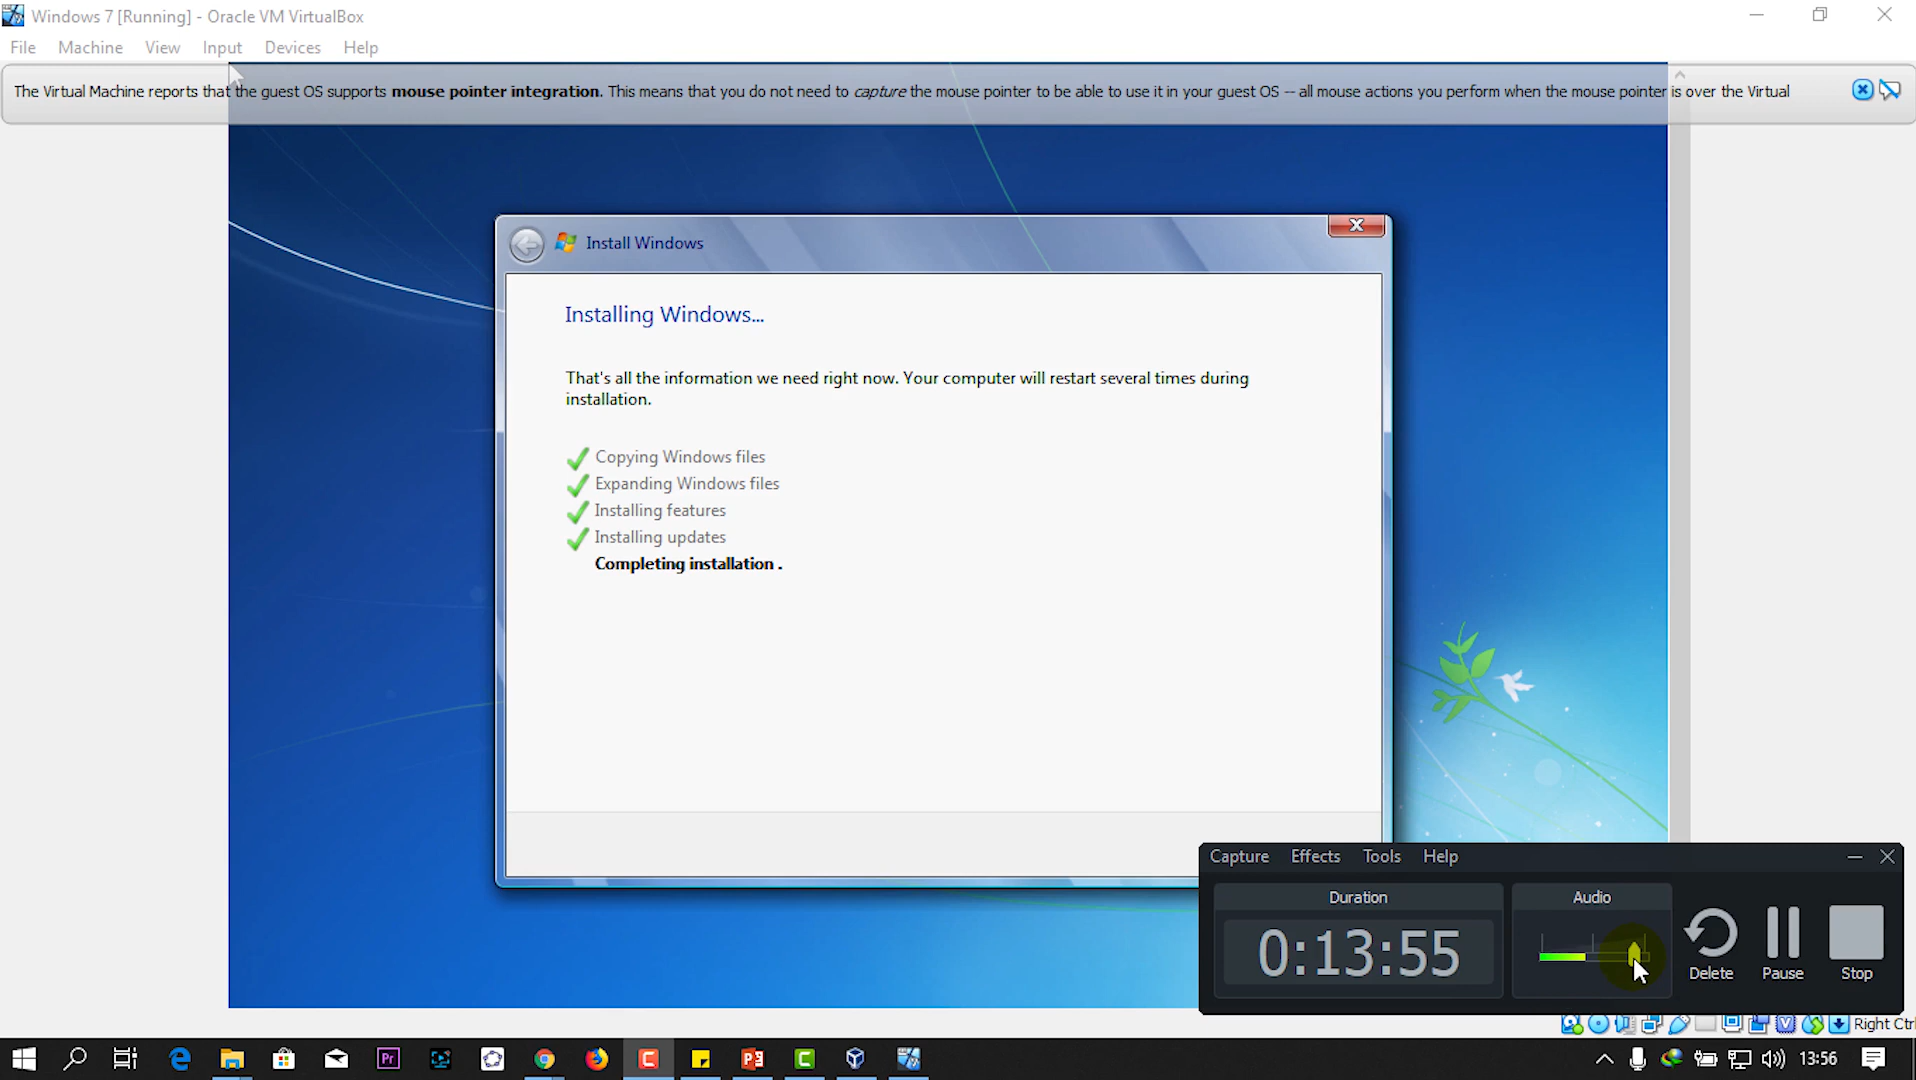 Windows 7 [Running] - Oracle VM VirtualBox
File Machine View Input Devices Help
The Virtual Machine reports that the guest OS supports mouse pointer integration. This means that you do not need to capture the mouse pointer to be able to use it in your guest OS -- all mouse actions you perform when the mouse pointer is over the Virtual
Install Windows
Installing Windows...
That's all the information we need right now. Your computer will restart several times during
installation.
Copying Windows files
Expanding Windows files
Installing features
Installing updates
Completing installation .
Capture Effects Tools Help
Duration
Audio
0:13:55
Delete
Pause
Stop
Right Ctrl
Pr
13:56